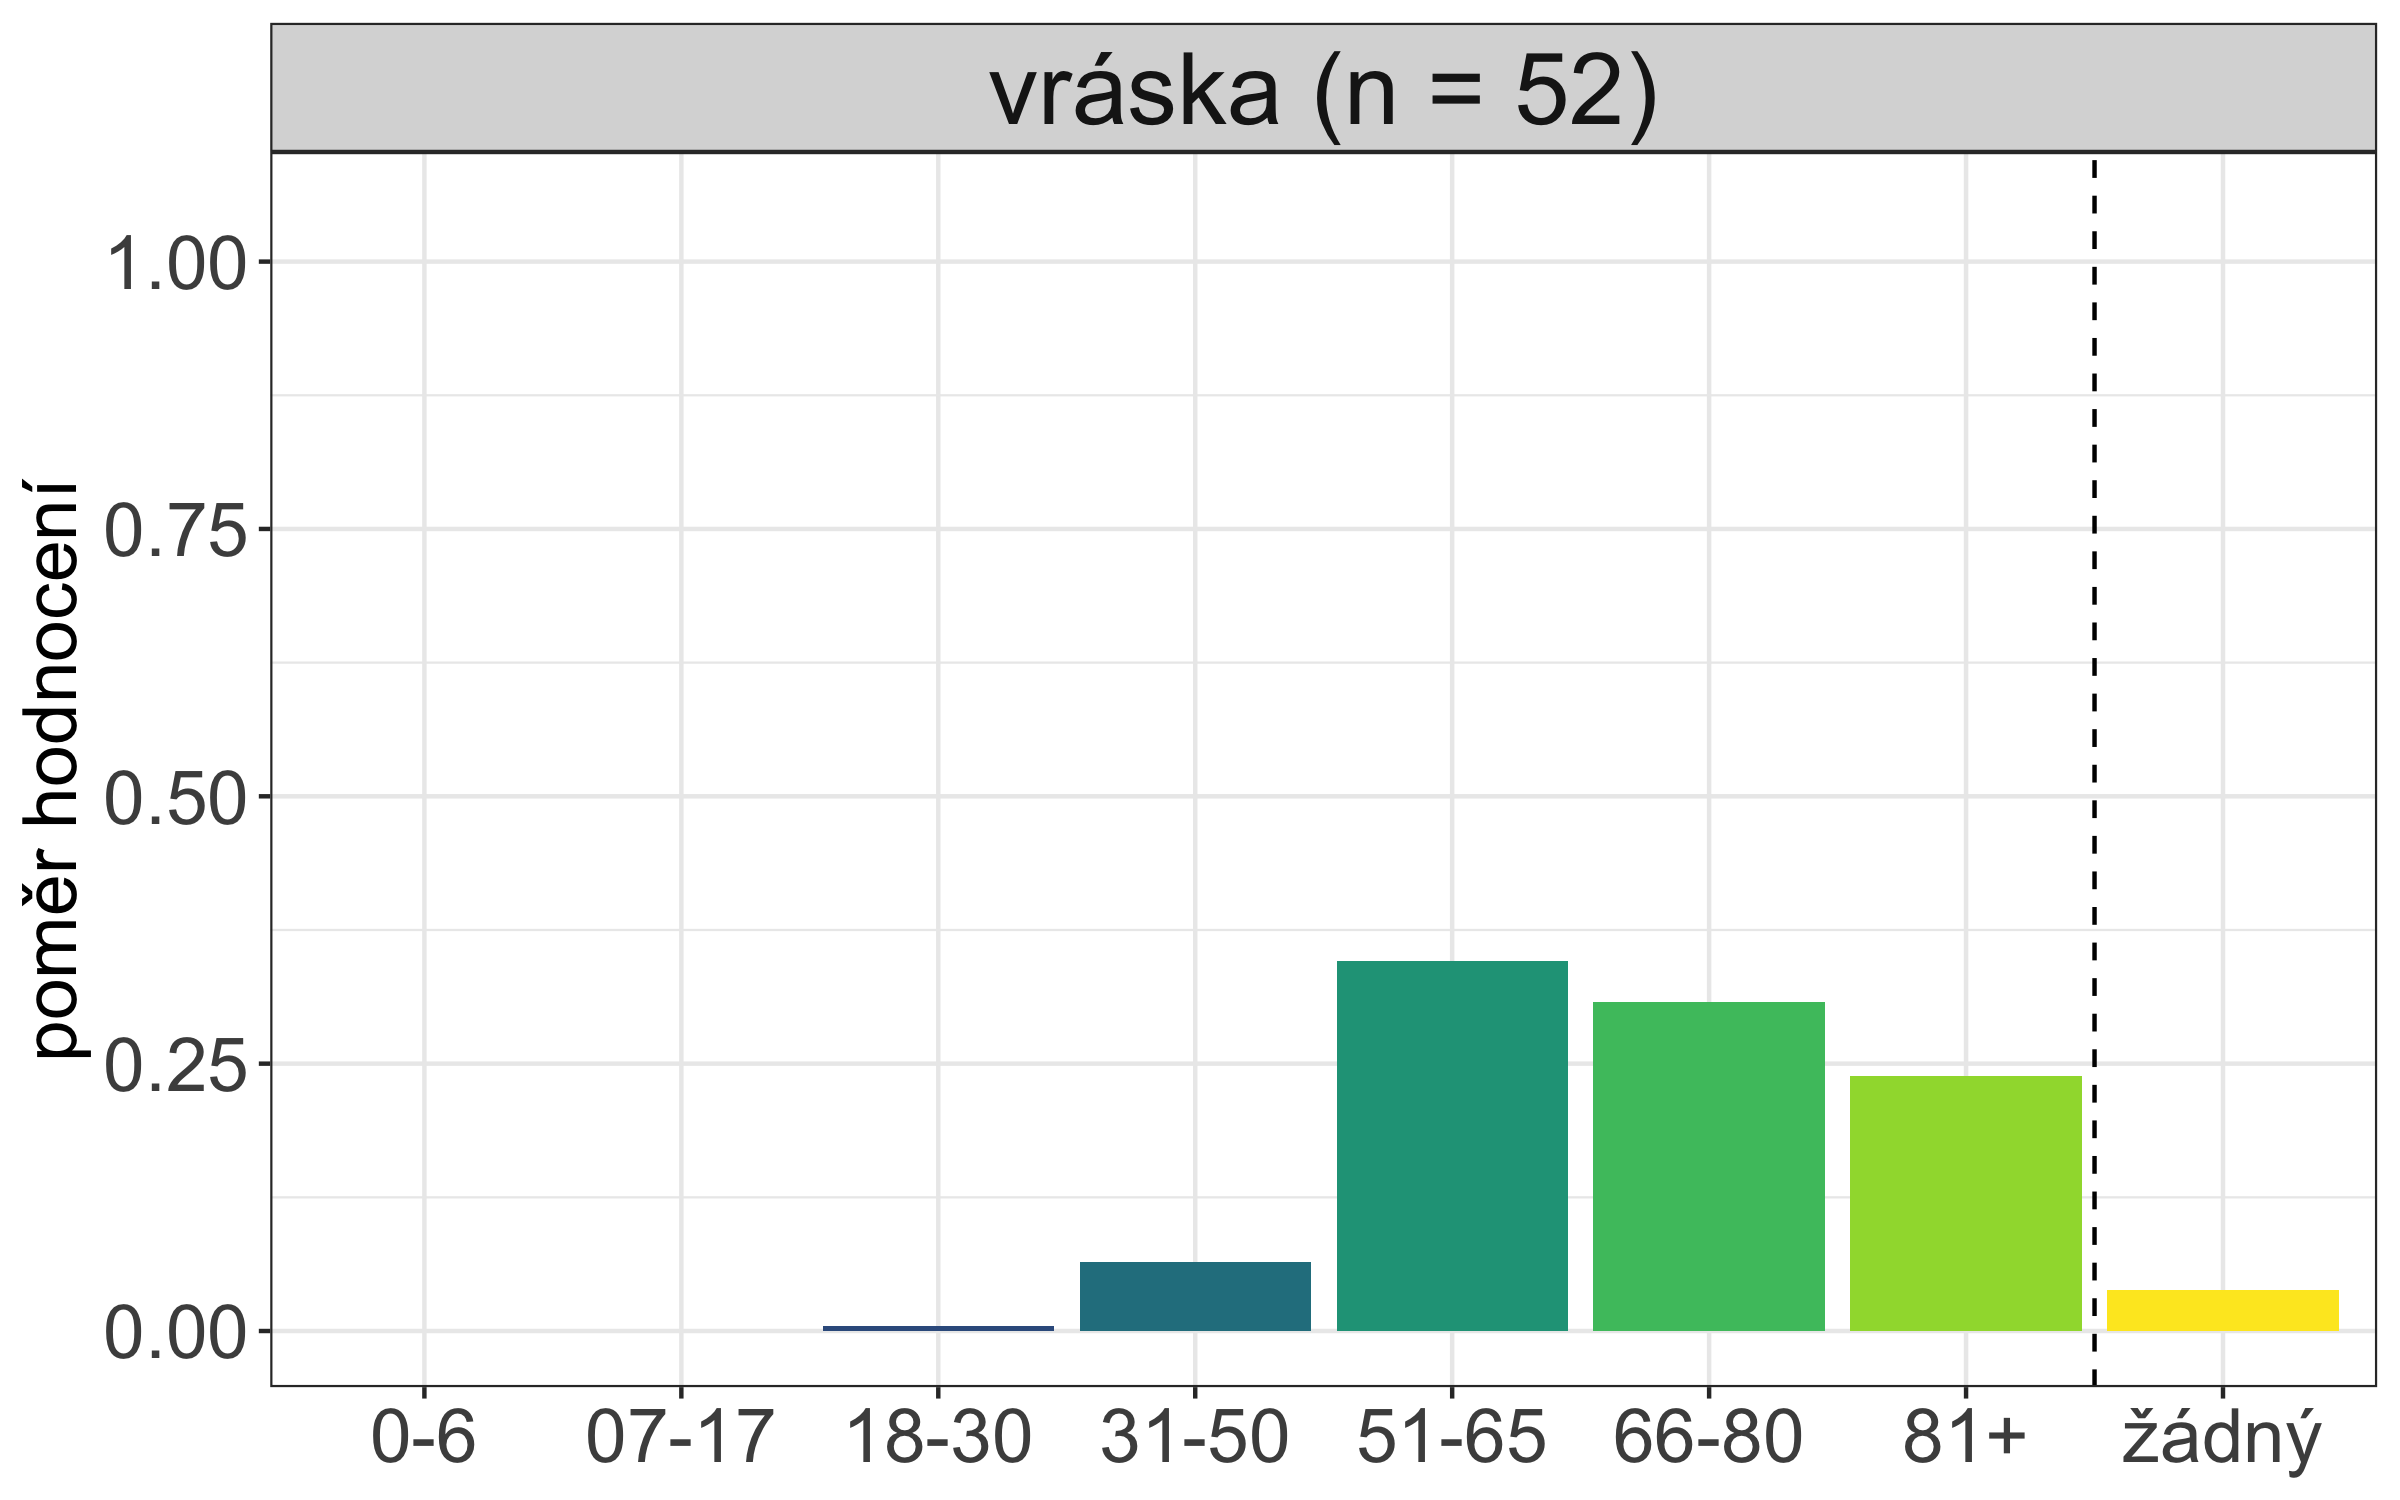 vráska (n = 52)
poměr hodnocení
1.00
0.75
0.50
0.25
0.00
0-6 07-17 18-30 31-50 51-65 66-80 81+ žádný